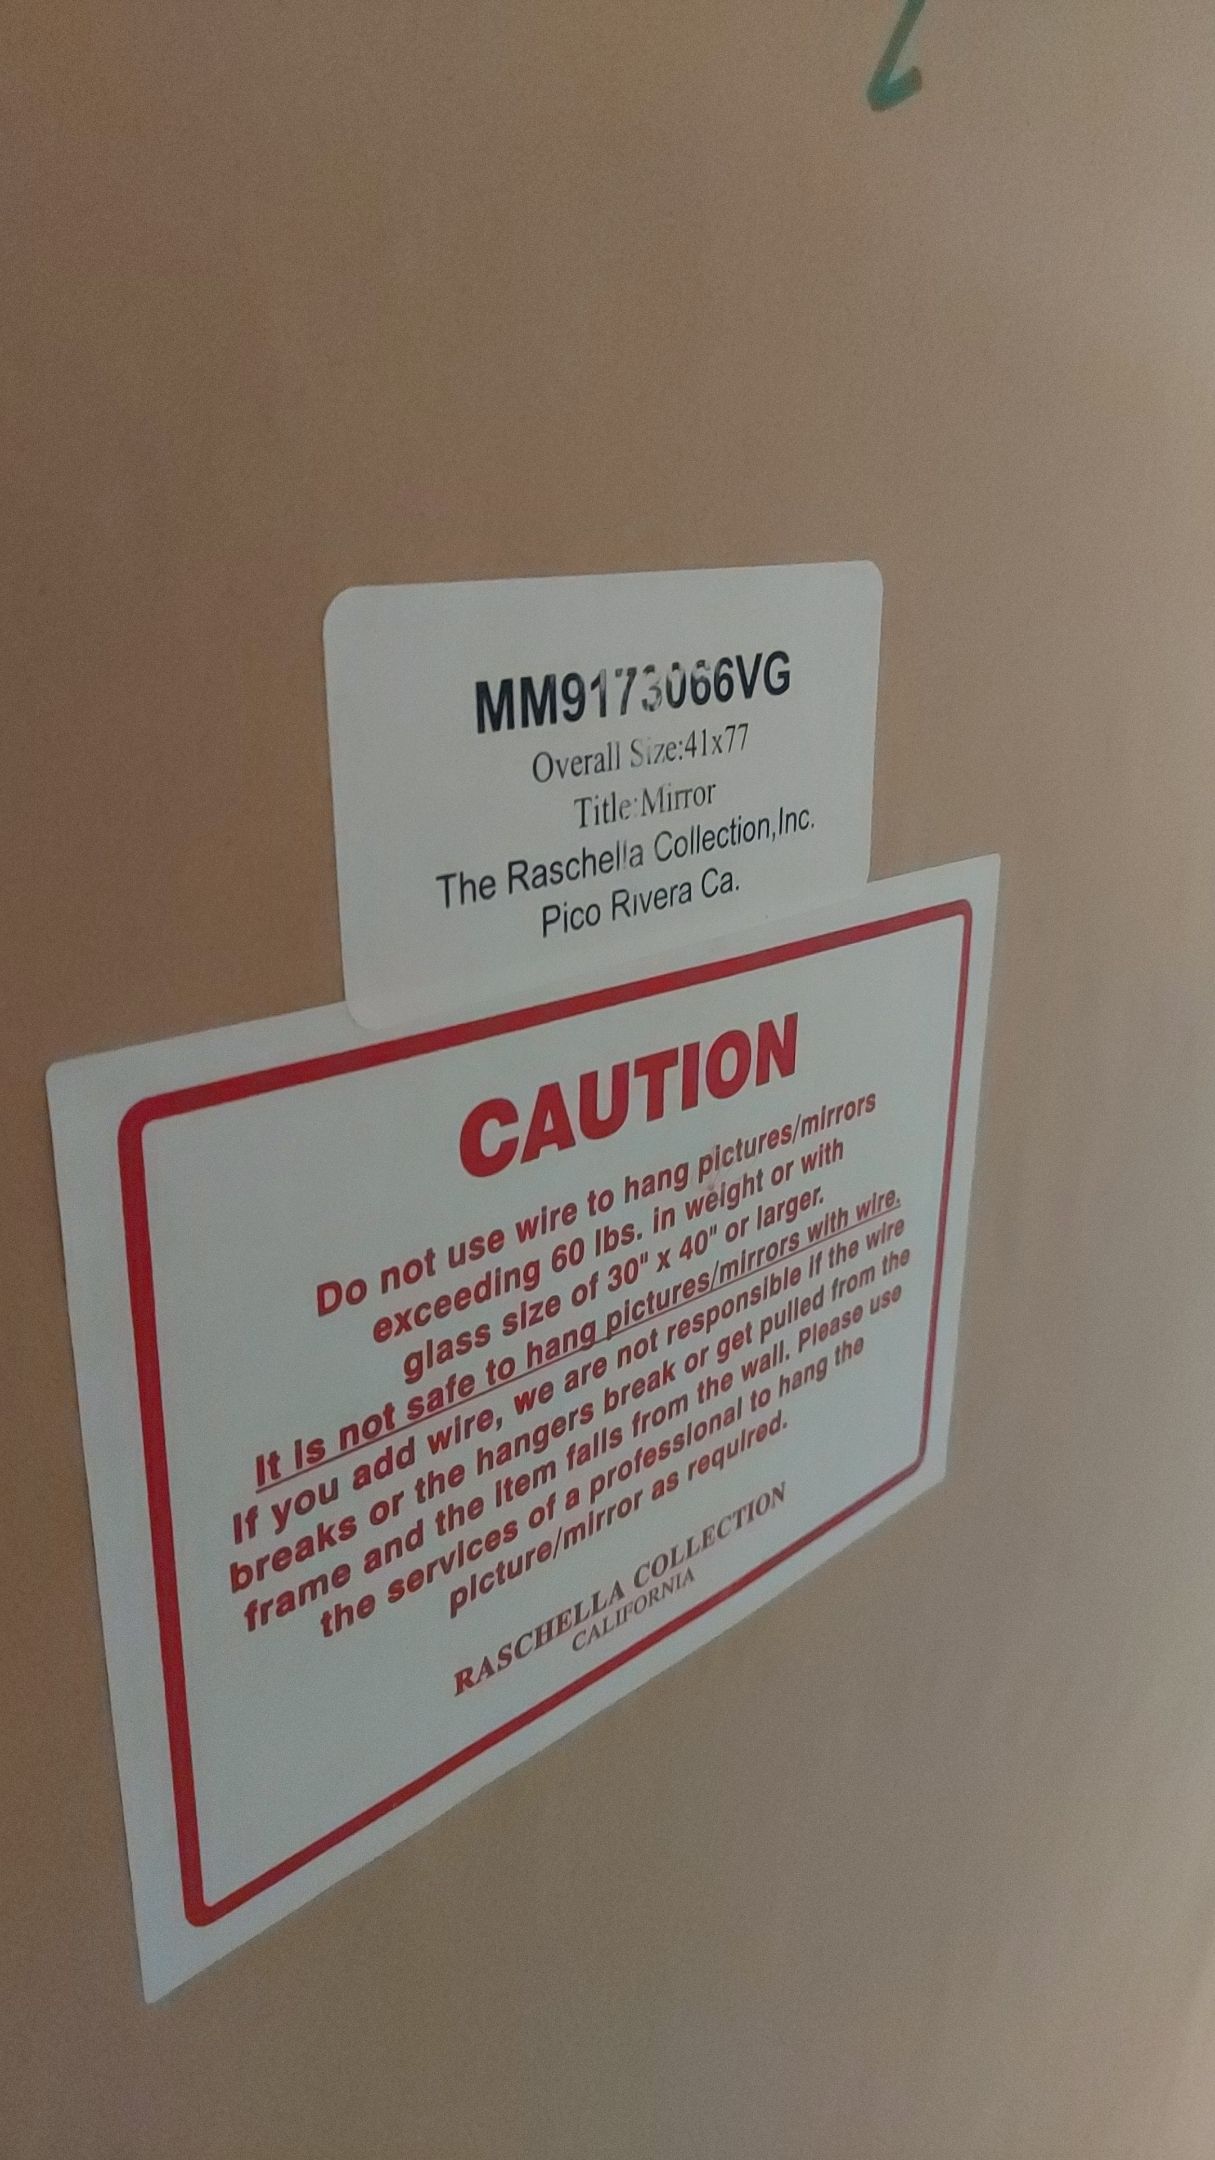 MM9173066VG
Overall Size:41x77
Title:Mirror
The Raschella Collection,Inc.
Pico Rivera Ca.
CAUTION
Do not use wire to hang pictures/mirrors
exceeding 60 lbs. in weight or with
glass size of 30" x 40" or larger.
It is not safe to hang pictures/mirrors with wire.
If you add wire, we are not responsible if the wire
breaks or the hangers break or get pulled from the
frame and the item falls from the wall. Please use
the services of a professional to hang the
picture/mirror as required.
RASCHELLA COLLECTION
CALIFORNIA